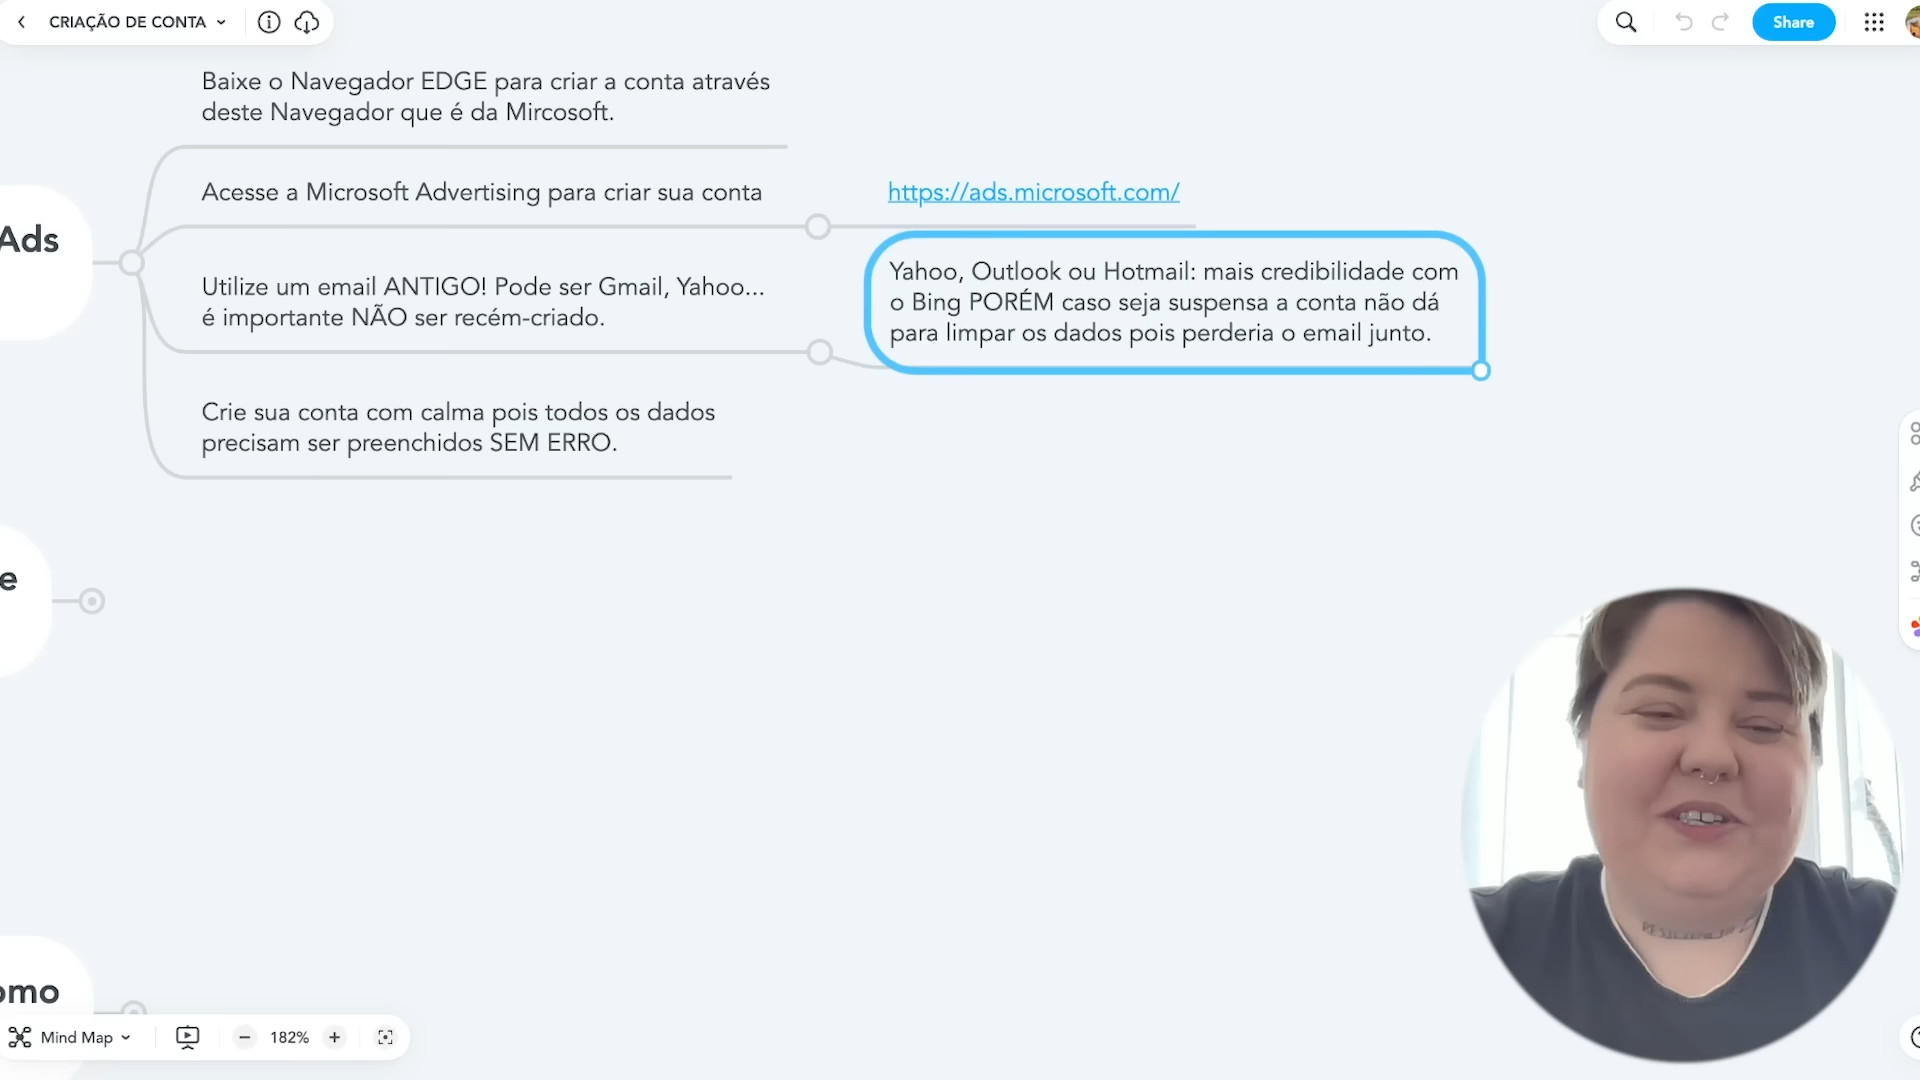 CRIAÇÃO DE CONTA
Share
Baixe o Navegador EDGE para criar a conta através
deste Navegador que é da Mircosoft.
Acesse a Microsoft Advertising para criar sua conta
https://ads.microsoft.com/
Ads
Utilize um email ANTIGO! Pode ser Gmail, Yahoo...
é importante NÃO ser recém-criado.
Yahoo, Outlook ou Hotmail: mais credibilidade com
o Bing PORÉM caso seja suspensa a conta não dá
para limpar os dados pois perderia o email junto.
Crie sua conta com calma pois todos os dados
precisam ser preenchidos SEM ERRO.
e
omo
Mind Map
182%